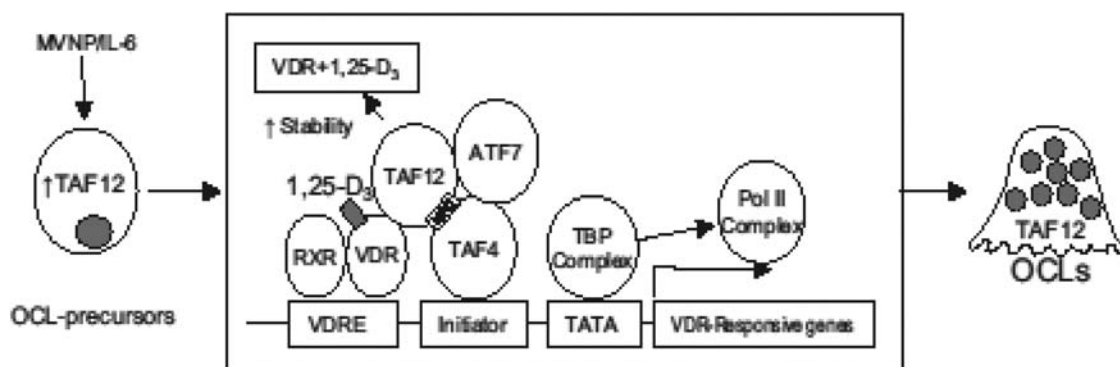 MVNP/IL-6
↑TAF12
OCL-precursors
VDR+1,25-D₃
↑ Stability
1,25-D₃
TAF12
ATF7
RXR
VDR
TAF4
TBP
Complex
Pol II
Complex
VDRE
Initiator
TATA
VDR-Responsive genes
TAF12
OCLs